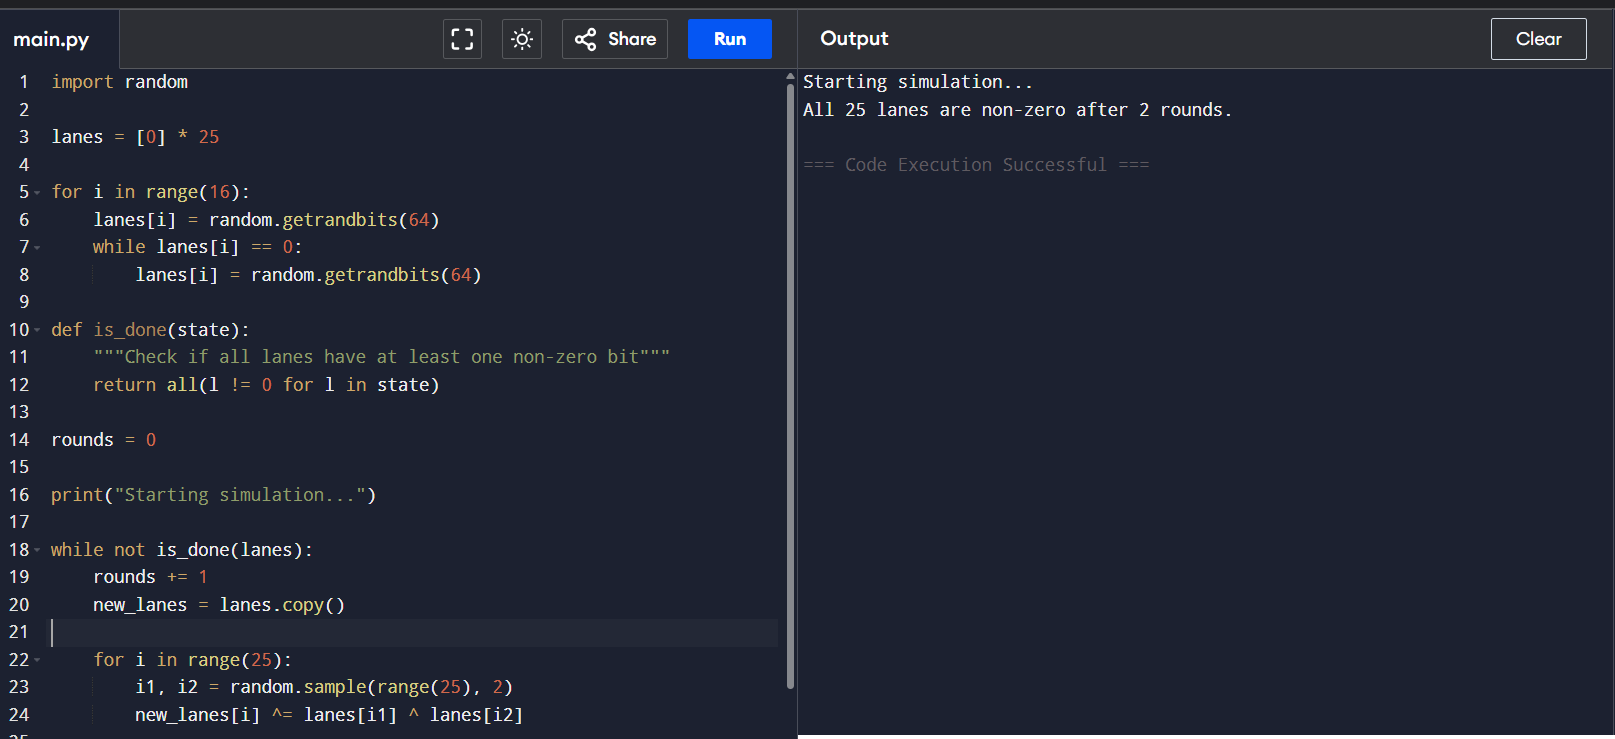 main.py
Share
Run
Output
Clear
1 import random
2
3 lanes = [0] * 25
4
5 for i in range(16):
6     lanes[i] = random.getrandbits(64)
7     while lanes[i] == 0:
8         lanes[i] = random.getrandbits(64)
9
10 def is_done(state):
11     """Check if all lanes have at least one non-zero bit"""
12     return all(l != 0 for l in state)
13
14 rounds = 0
15
16 print("Starting simulation...")
17
18 while not is_done(lanes):
19     rounds += 1
20     new_lanes = lanes.copy()
21
22     for i in range(25):
23         i1, i2 = random.sample(range(25), 2)
24         new_lanes[i] ^= lanes[i1] ^ lanes[i2]
Starting simulation...
All 25 lanes are non-zero after 2 rounds.
=== Code Execution Successful ===